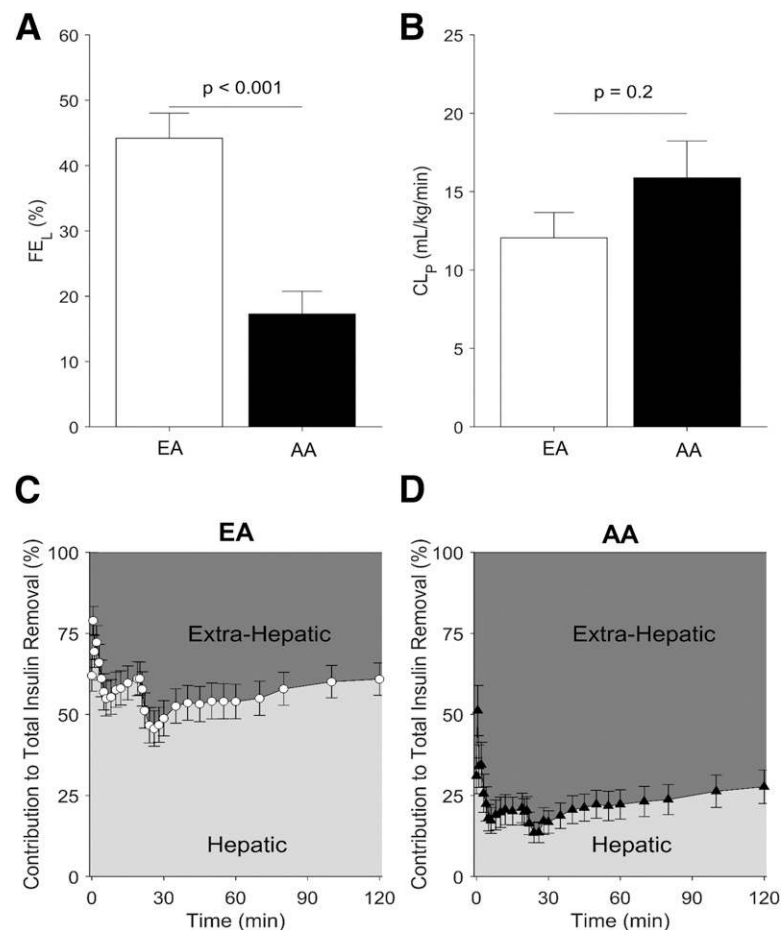 A
60
50
40
30
20
10
0
FE_L (%)
p < 0.001
EA AA
B
25
20
15
10
5
0
CL_P (mL/kg/min)
p = 0.2
EA AA
C
EA
100
75
50
25
0
Contribution to Total Insulin Removal (%)
Extra-Hepatic
Hepatic
0 30 60 90 120
Time (min)
D
AA
100
75
50
25
0
Contribution to Total Insulin Removal (%)
Extra-Hepatic
Hepatic
0 30 60 90 120
Time (min)